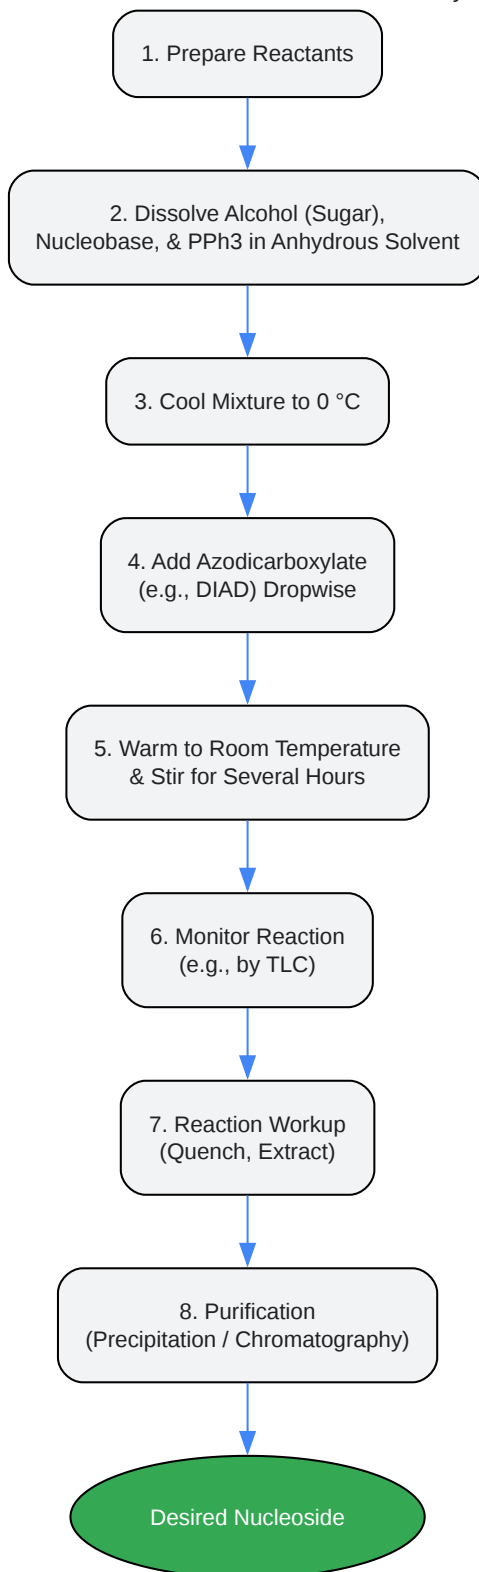 1. Prepare Reactants
2. Dissolve Alcohol (Sugar),
Nucleobase, & PPh3 in Anhydrous Solvent
3. Cool Mixture to 0 °C
4. Add Azodicarboxylate
(e.g., DIAD) Dropwise
5. Warm to Room Temperature
& Stir for Several Hours
6. Monitor Reaction
(e.g., by TLC)
7. Reaction Workup
(Quench, Extract)
8. Purification
(Precipitation / Chromatography)
Desired Nucleoside